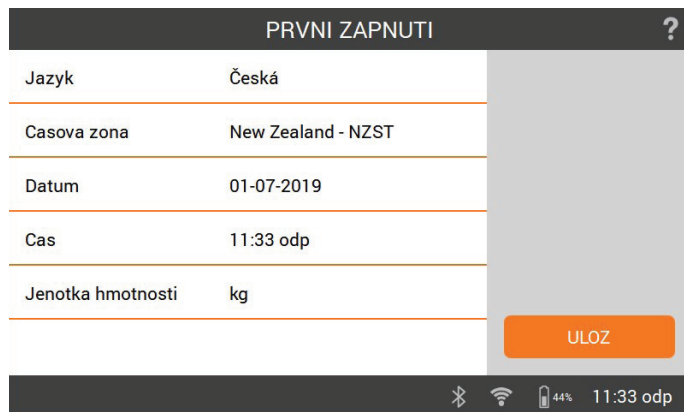 PRVNI ZAPNUTI ?
Jazyk Česká
Casova zona New Zealand - NZST
Datum 01-07-2019
Cas 11:33 odp
Jenotka hmotnosti kg
ULOZ
44% 11:33 odp